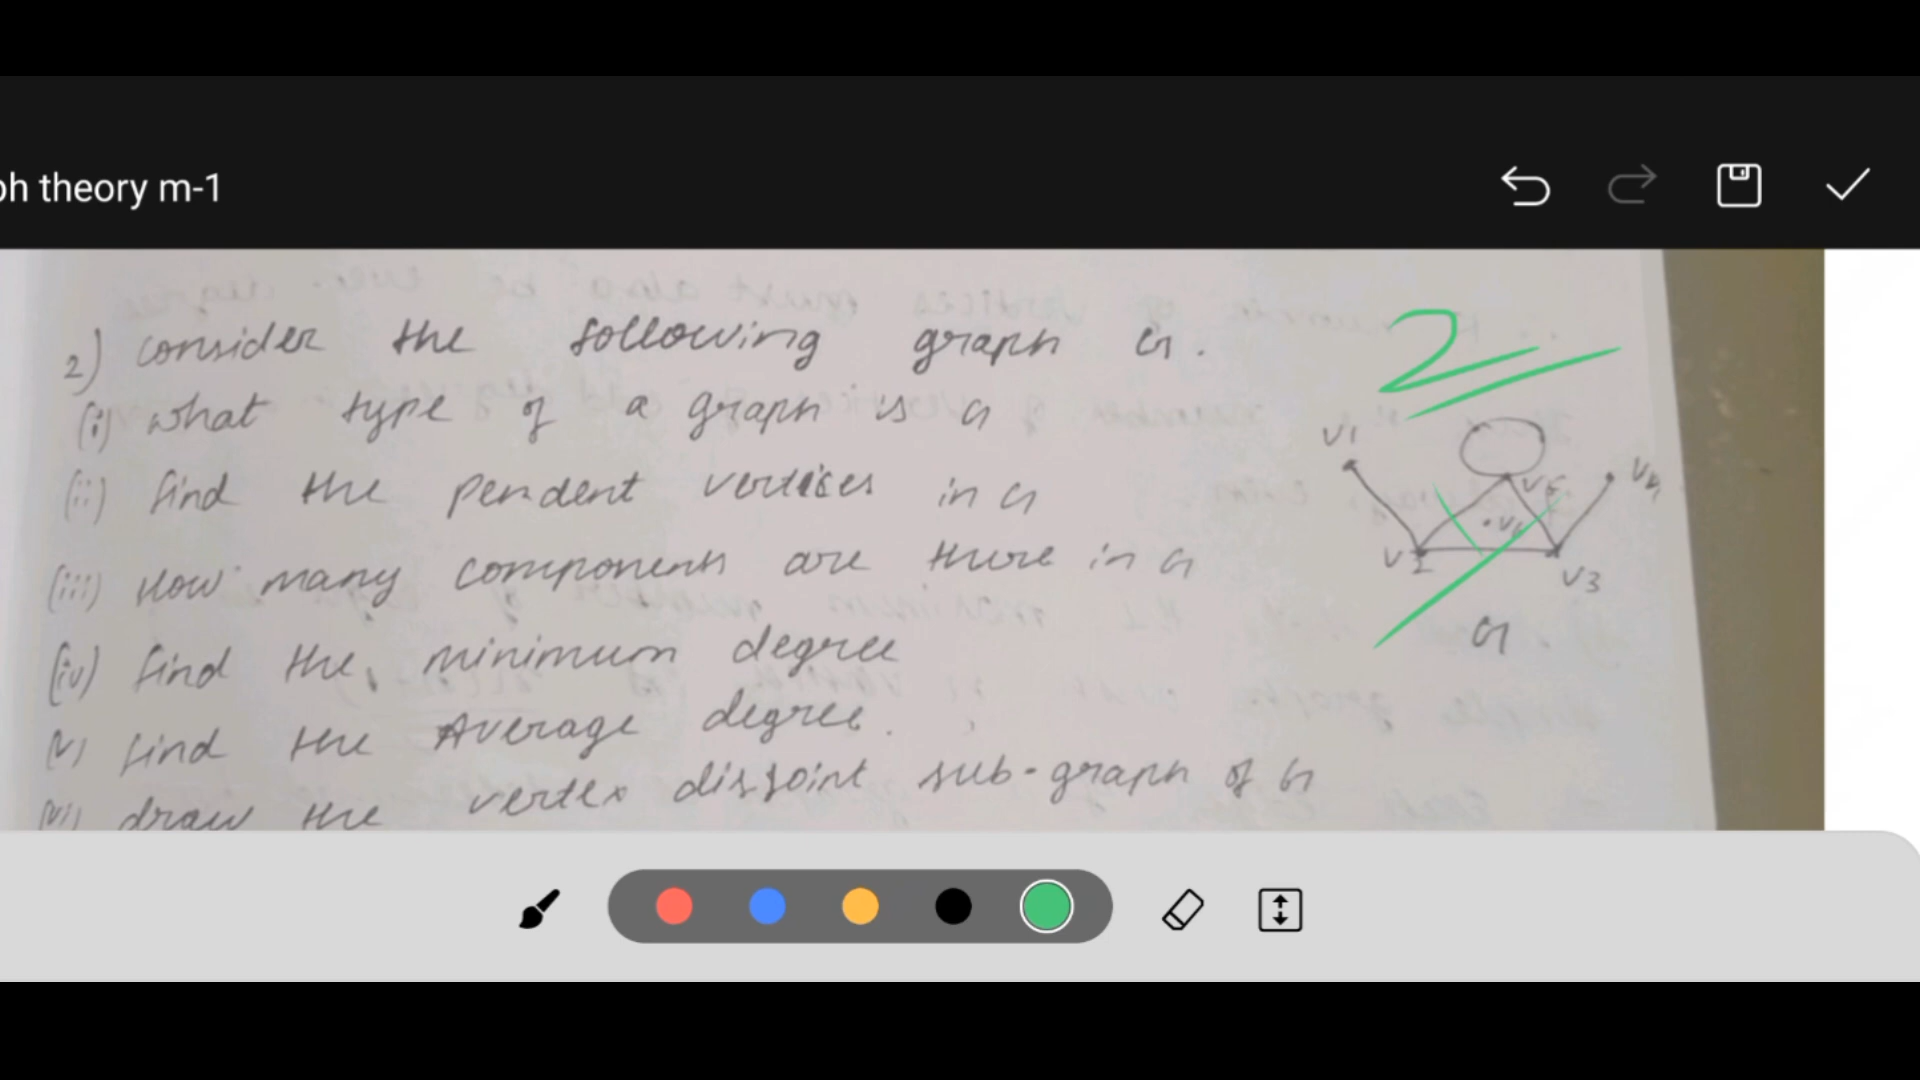 ph theory m-1
2) consider the following graph G.
(i) what type of a graph is G
(ii) find the pendent vertices in G
(iii) How many components are there in G
(iv) find the minimum degree
(v) find the Average degree.
(vi) draw the vertex disjoint sub-graph of G
2
v1
v5
v4
v2
v3
G